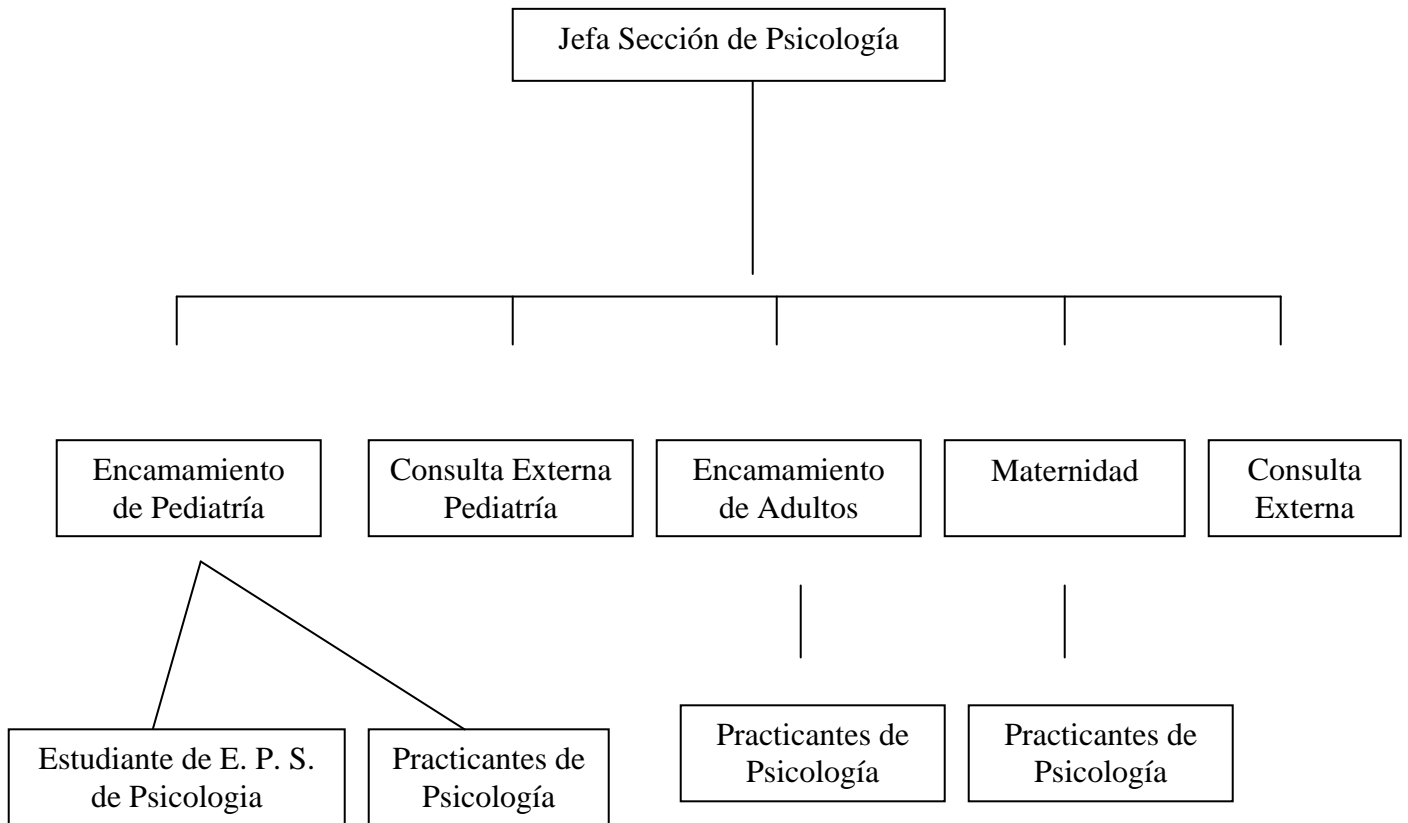 Jefa Sección de Psicología
Encamamiento
de Pediatría
Consulta Externa
Pediatría
Encamamiento
de Adultos
Maternidad
Consulta
Externa
Estudiante de E. P. S.
de Psicologia
Practicantes de
Psicología
Practicantes de
Psicología
Practicantes de
Psicología